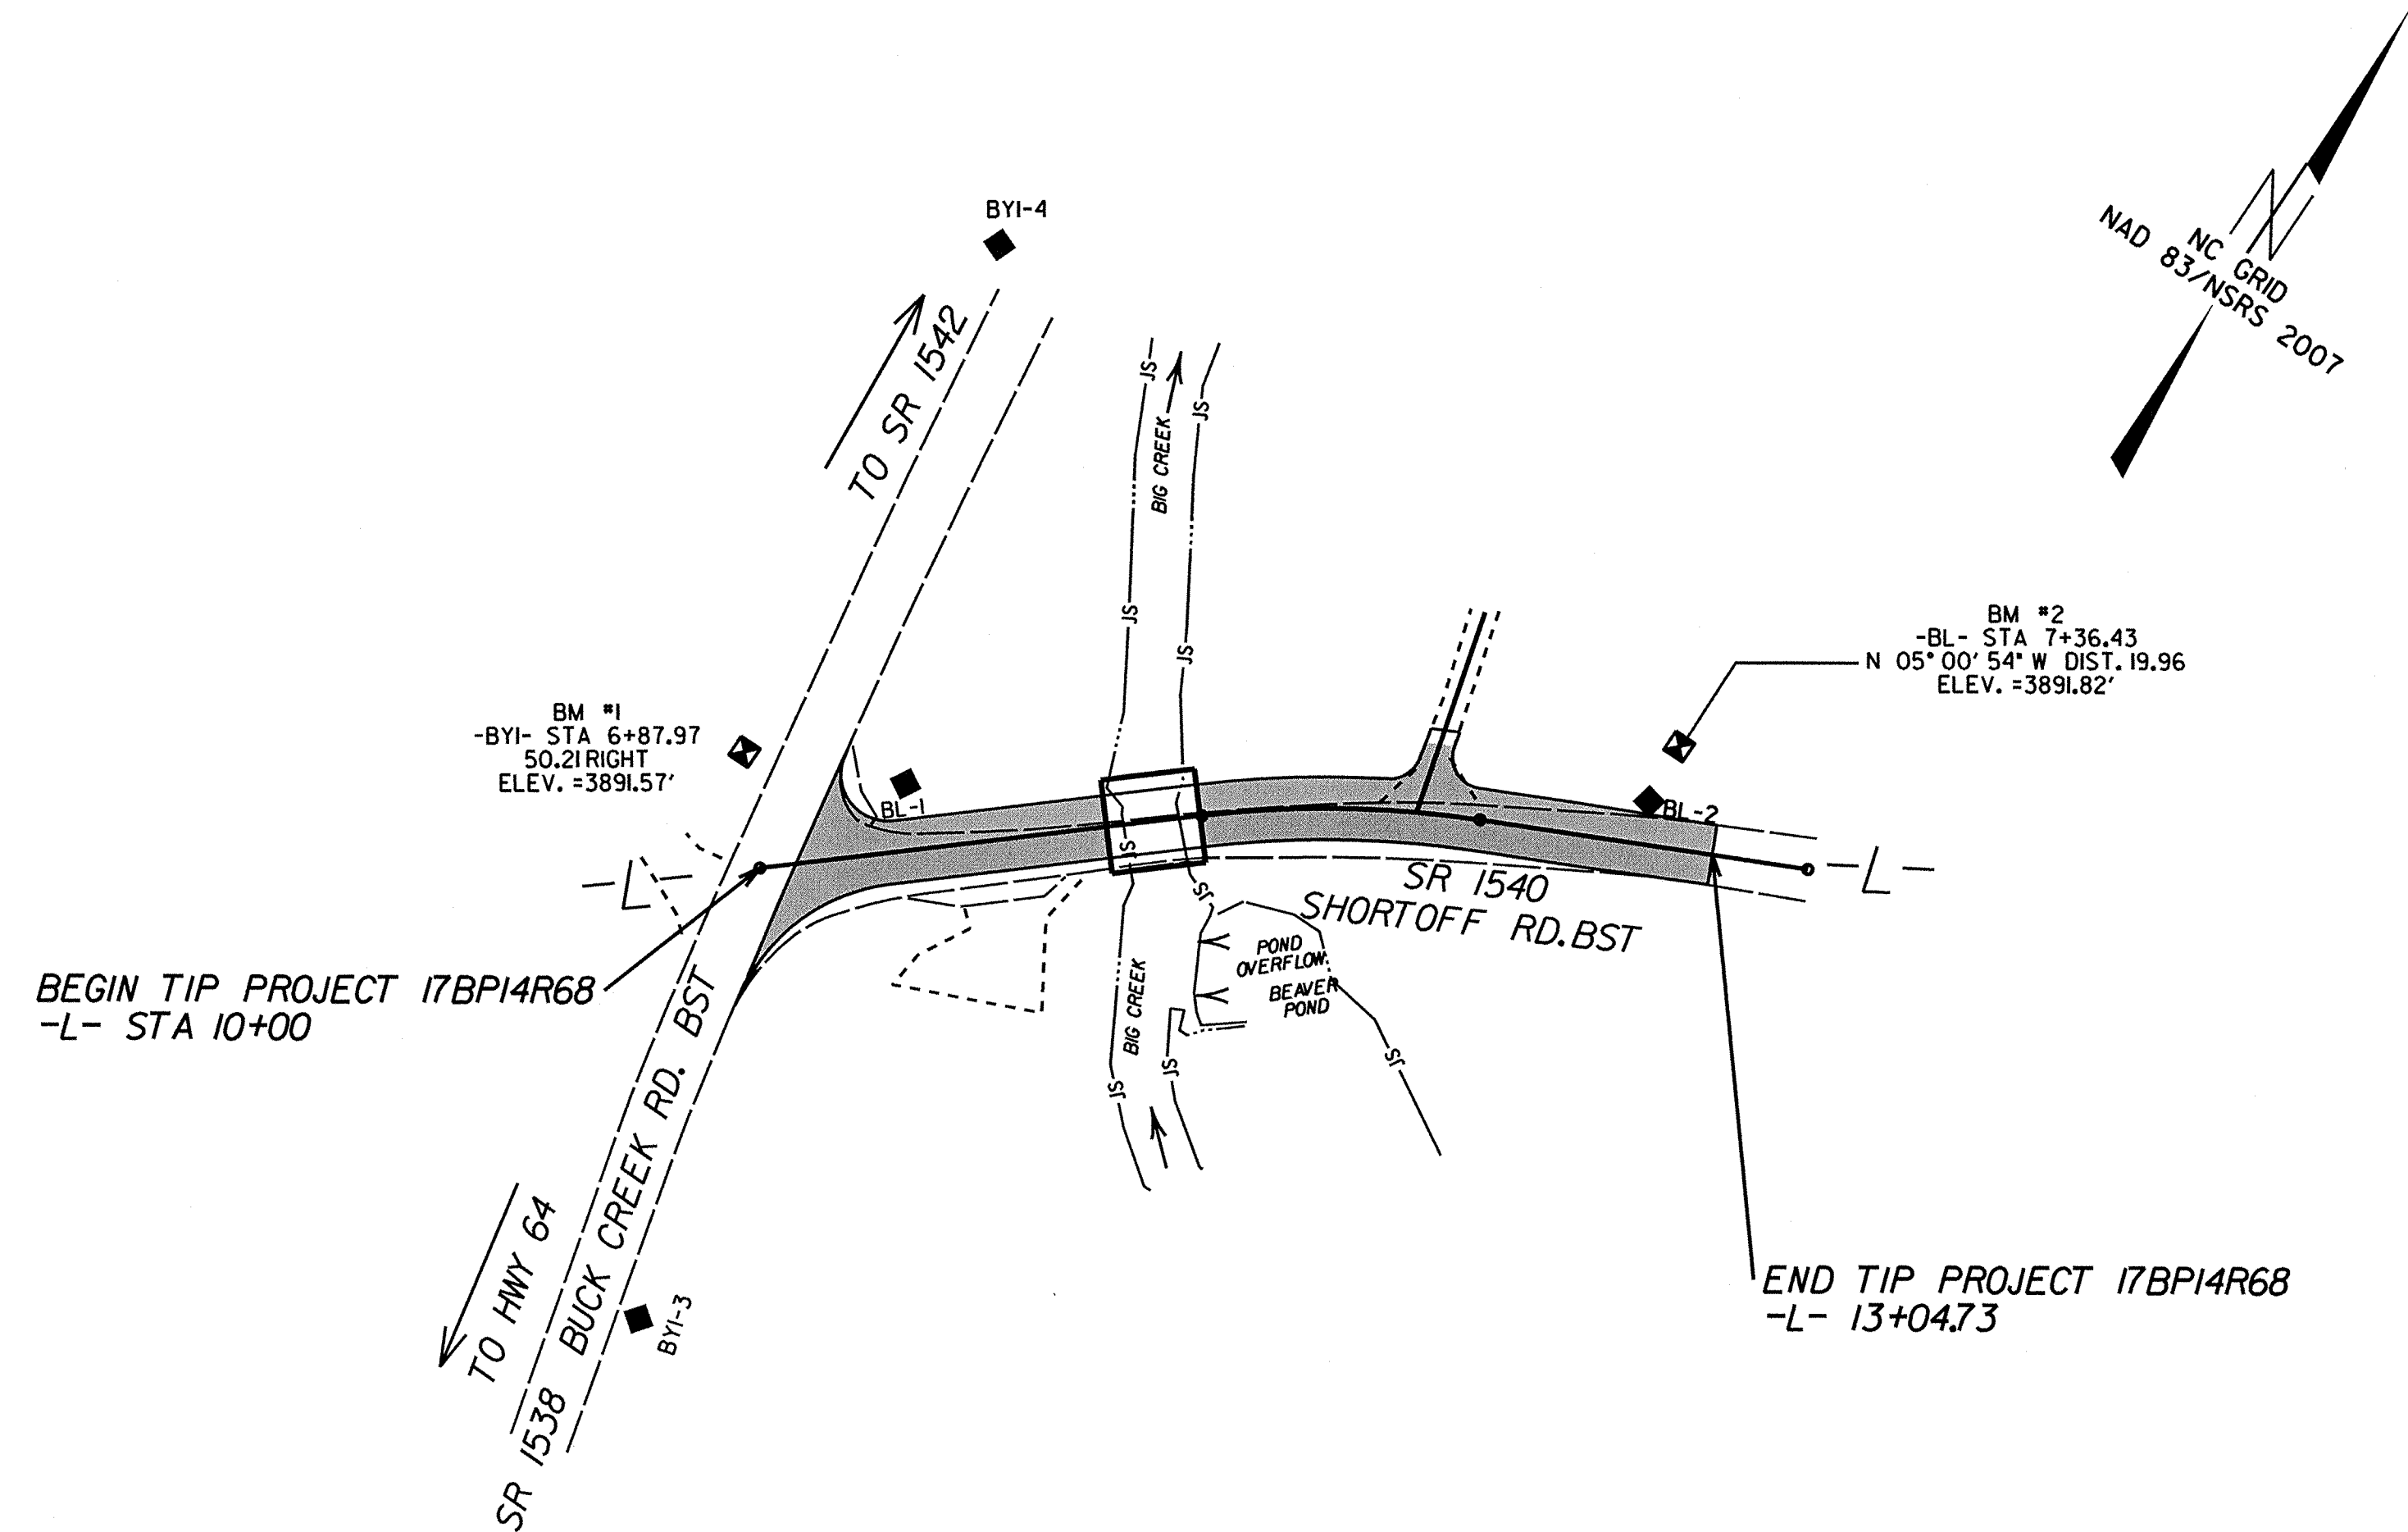 BY1-4
N
NC GRID
NAD 83/NSRS 2007
TO SR 1542
JS
JS
BIG CREEK
JS
JS
BM #2
-BL- STA 7+36.43
N 05° 00' 54" W DIST. 19.96
ELEV. =3891.82'
BM #1
-BY1- STA 6+87.97
50.21 RIGHT
ELEV. =3891.57'
BL-1
BL-2
JS
-L-
-L-
JS
SR 1540
SHORTOFF RD. BST
POND
OVERFLOW
BEAVER
POND
BEGIN TIP PROJECT 17BP14R68
-L- STA 10+00
BIG CREEK
JS
JS
JS
TO HWY 64
SR 1538 BUCK CREEK RD. BST
BY1-3
END TIP PROJECT 17BP14R68
-L- 13+04.73